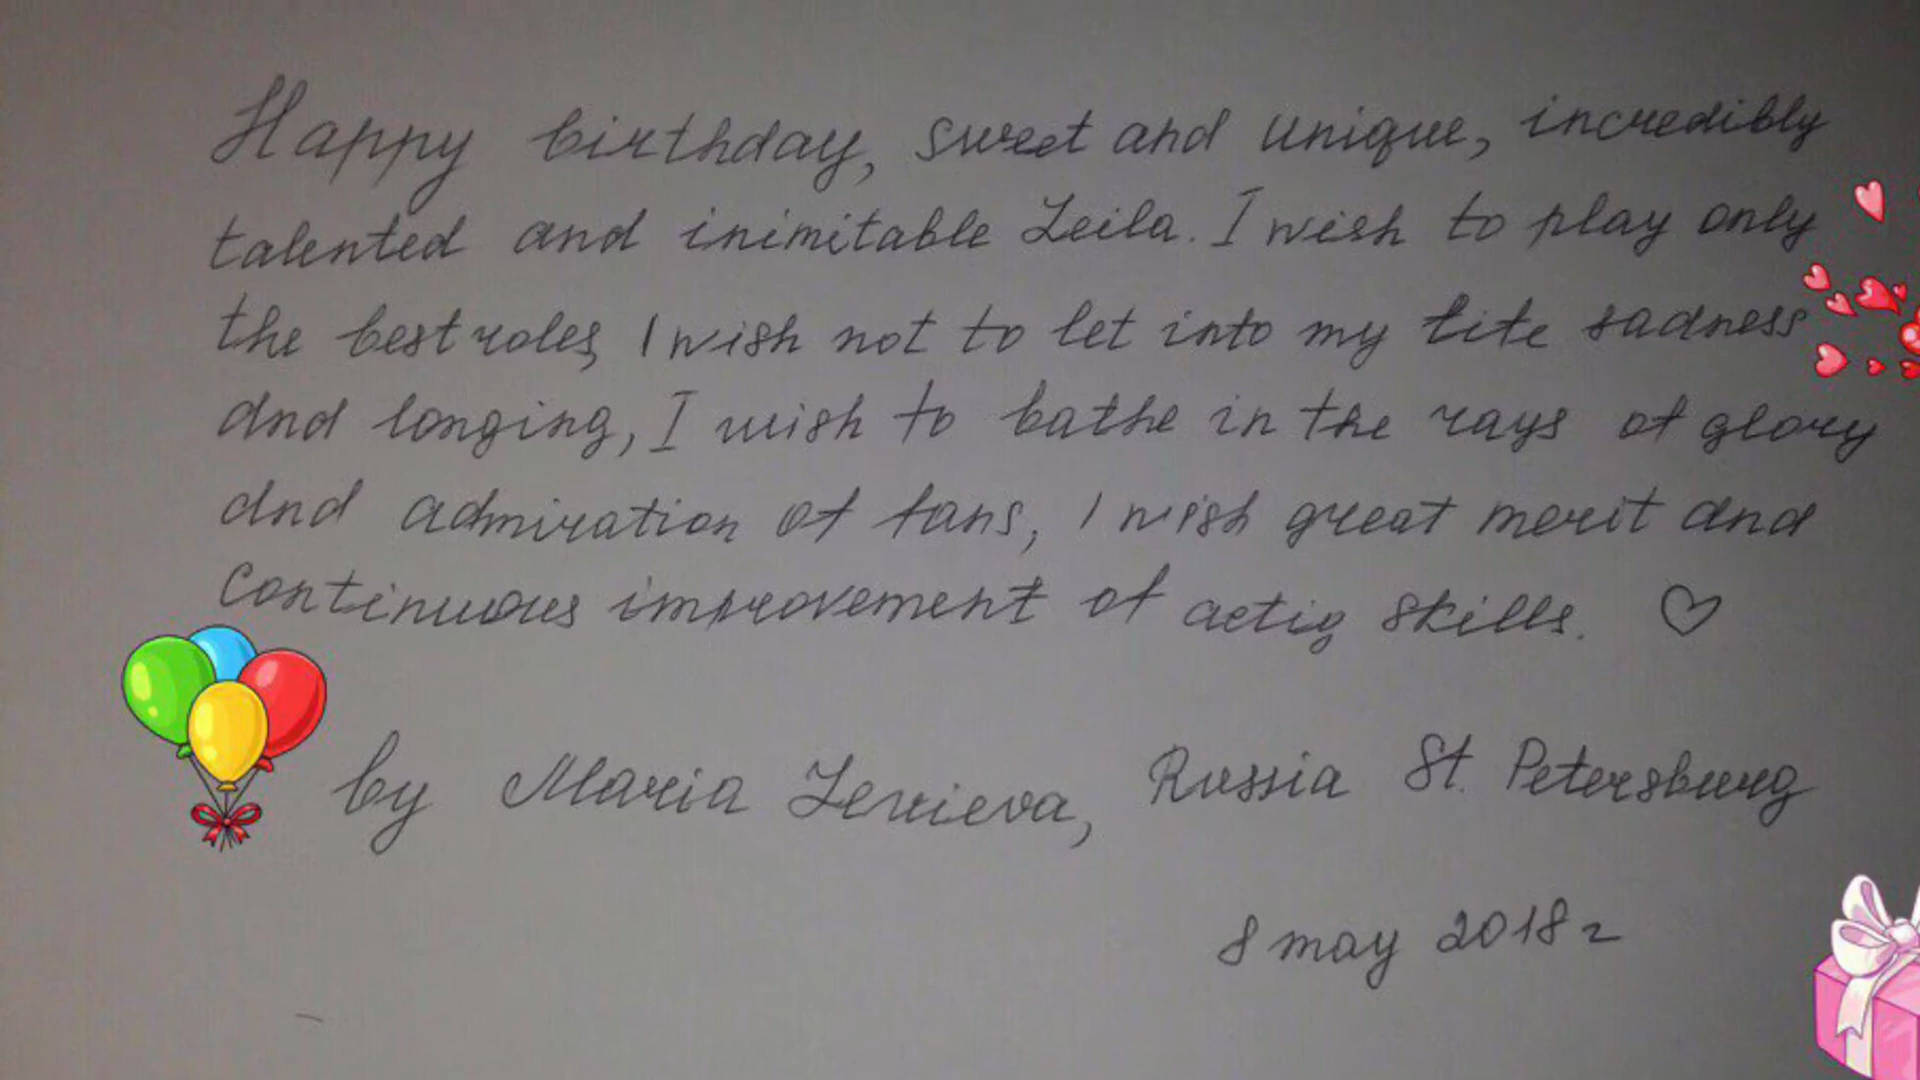 Happy birthday, sweet and unique, incredibly
talented and inimitable Leila. I wish to play only
the best roles, I wish not to let into my life sadness
and longing, I wish to bathe in the rays of glory
and admiration of fans, I wish great merit and
continuous improvement of actig skills. ♡
by Maria, Russia St. Petersburg
8 may 2018 г